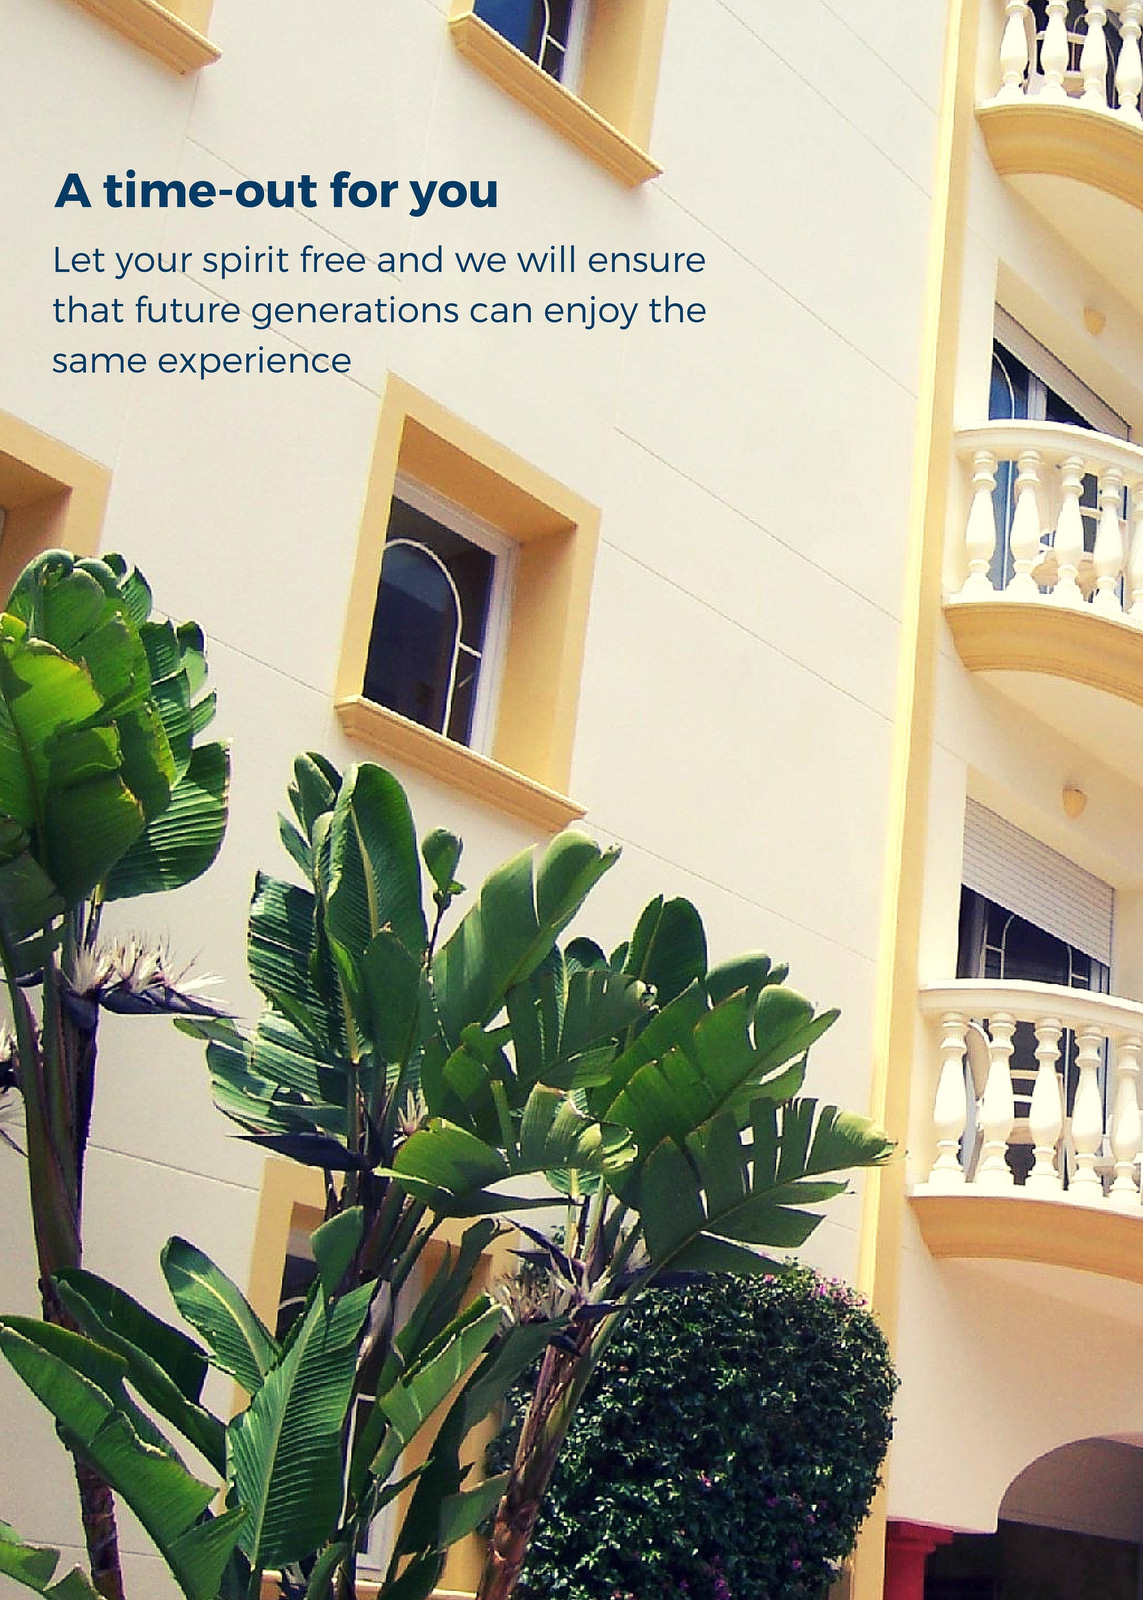 A time-out for you
Let your spirit free and we will ensure
that future generations can enjoy the
same experience